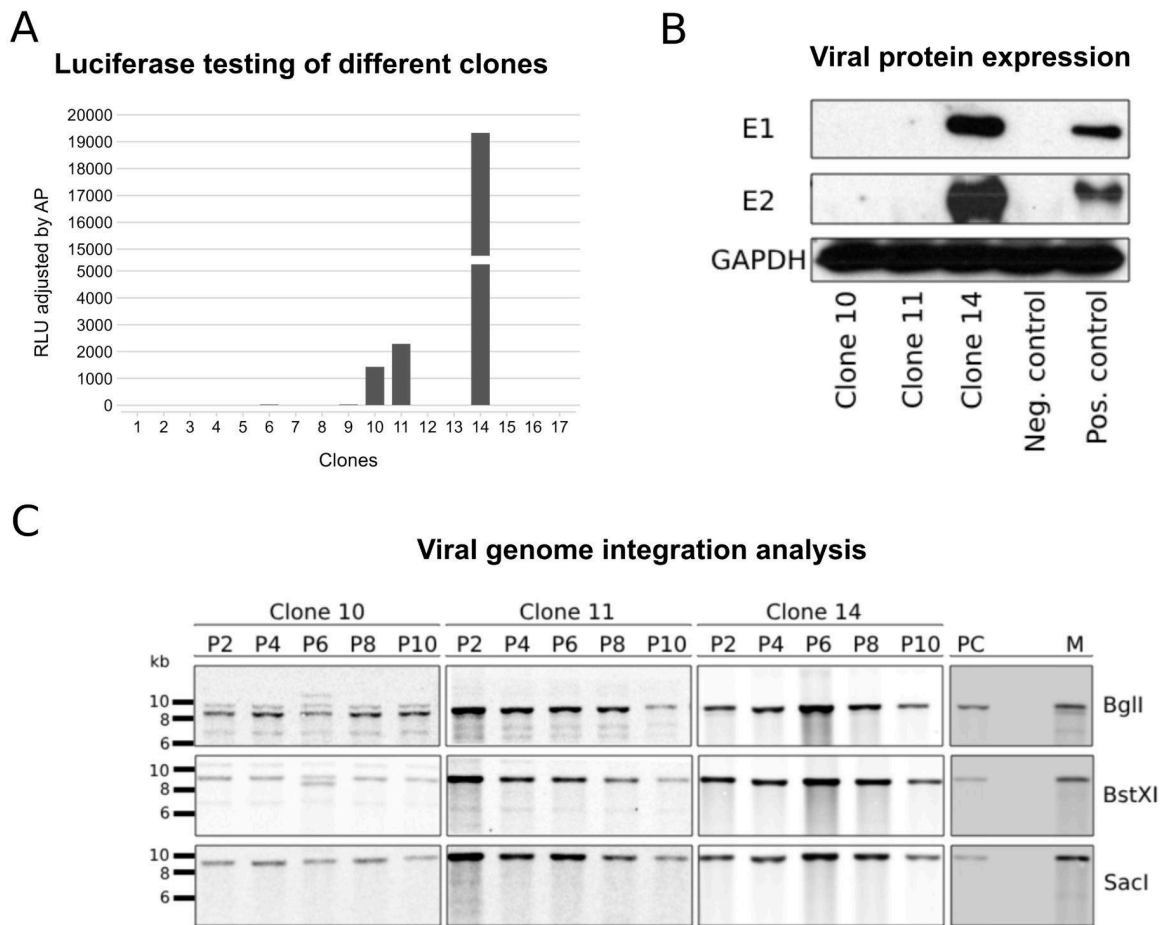 A
Luciferase testing of different clones
20000
19000
18000
17000
16000
15000
5000
4000
3000
2000
1000
0
RLU adjusted by AP
1 2 3 4 5 6 7 8 9 10 11 12 13 14 15 16 17
Clones
B
Viral protein expression
E1
E2
GAPDH
Clone 10
Clone 11
Clone 14
Neg. control
Pos. control
C
Viral genome integration analysis
Clone 10 Clone 11 Clone 14
P2 P4 P6 P8 P10 P2 P4 P6 P8 P10 P2 P4 P6 P8 P10 PC M
kb
10
8
6
BglI
10
8
6
BstXI
10
8
6
SacI